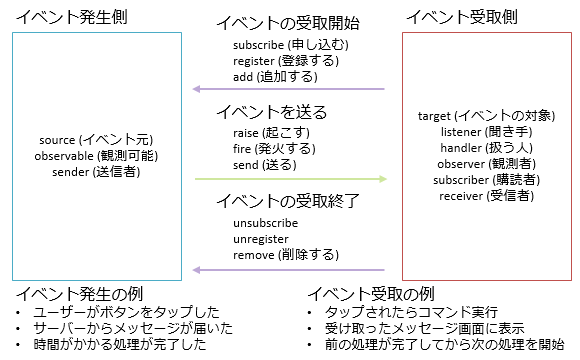 イベント発生側
source (イベント元)
observable (観測可能)
sender (送信者)
イベントの受取開始
subscribe (申し込む)
register (登録する)
add (追加する)
イベントを送る
raise (起こす)
fire (発火する)
send (送る)
イベントの受取終了
unsubscribe
unregister
remove (削除する)
イベント受取側
target (イベントの対象)
listener (聞き手)
handler (扱う人)
observer (観測者)
subscriber (購読者)
receiver (受信者)
イベント発生の例
• ユーザーがボタンをタップした
• サーバーからメッセージが届いた
• 時間がかかる処理が完了した
イベント受取の例
• タップされたらコマンド実行
• 受け取ったメッセージ画面に表示
• 前の処理が完了してから次の処理を開始